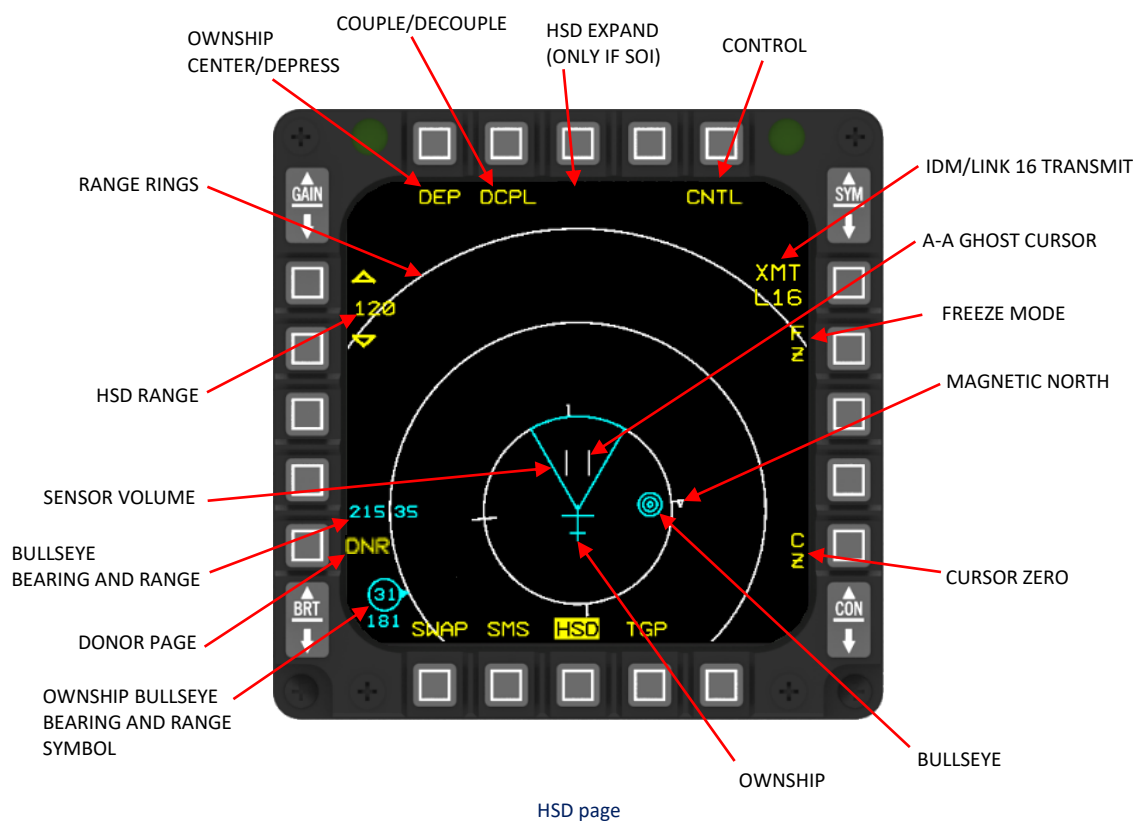 COUPLE/DECOUPLE
OWNSHIP
CENTER/DEPRESS
HSD EXPAND
(ONLY IF SOI)
CONTROL
RANGE RINGS
IDM/LINK 16 TRANSMIT
A-A GHOST CURSOR
FREEZE MODE
MAGNETIC NORTH
HSD RANGE
SENSOR VOLUME
BULLSEYE
BEARING AND RANGE
CURSOR ZERO
DONOR PAGE
OWNSHIP BULLSEYE
BEARING AND RANGE
SYMBOL
OWNSHIP
BULLSEYE
GAIN
SYM
DEP DCPL CNTL
XMT
L16
120
F
Z
215 35
DNR
C
Z
31
181
BRT
CON
SWAP SMS HSD TGP
HSD page